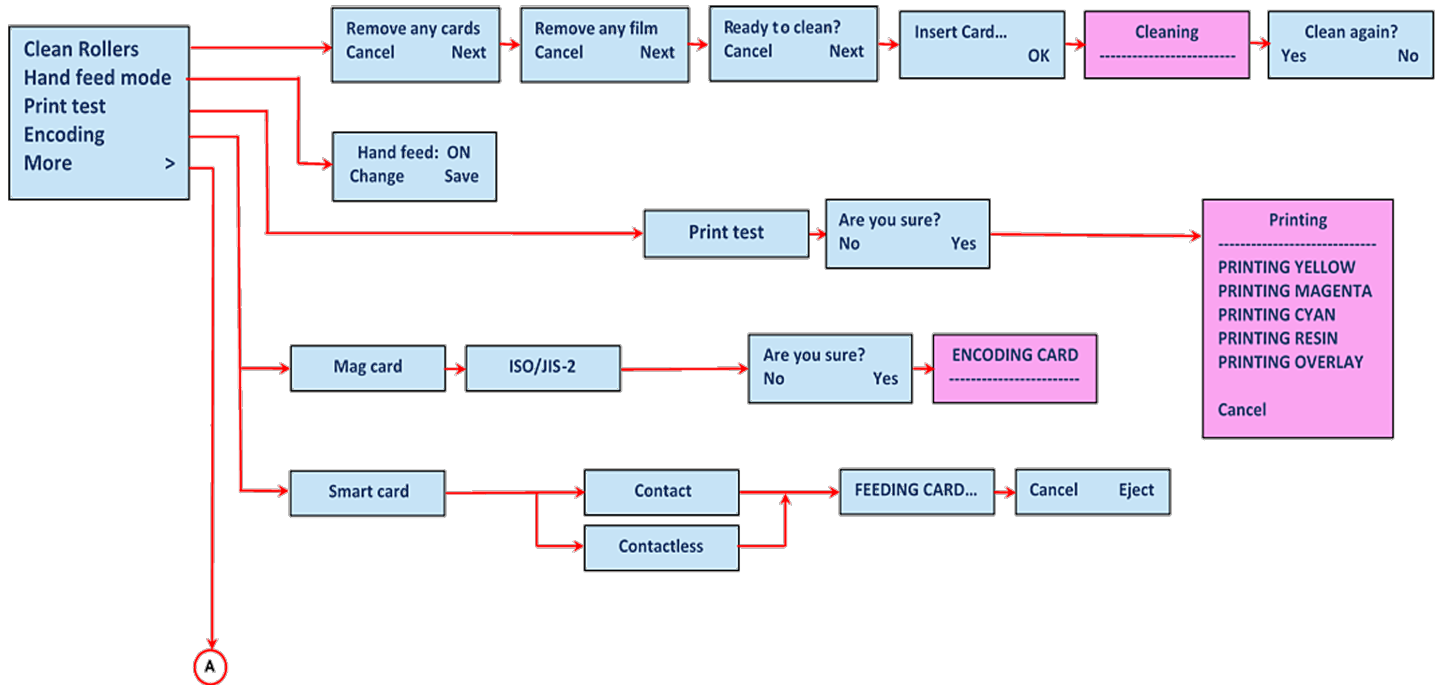 Clean Rollers
Hand feed mode
Print test
Encoding
More >
Remove any cards
Cancel Next
Remove any film
Cancel Next
Ready to clean?
Cancel Next
Insert Card...
OK
Cleaning
-------------------------
Clean again?
Yes No
Hand feed: ON
Change Save
Print test
Are you sure?
No Yes
Printing
-----------------------------
PRINTING YELLOW
PRINTING MAGENTA
PRINTING CYAN
PRINTING RESIN
PRINTING OVERLAY
Cancel
Mag card
ISO/JIS-2
Are you sure?
No Yes
ENCODING CARD
------------------------
Smart card
Contact
Contactless
FEEDING CARD...
Cancel Eject
A